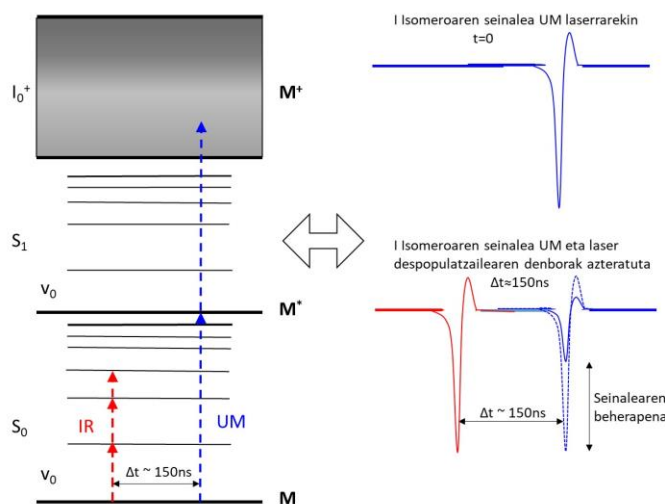 I₀⁺
M⁺
S₁
v₀
M*
S₀
IR
UM
v₀
Δt ~ 150ns
M
I Isomeroaren seinalea UM laserrarekin
t=0
I Isomeroaren seinalea UM eta laser
despopulatzailearen denborak azteratuta
Δt≈150ns
Δt ~ 150ns
Seinalearen
beherapena